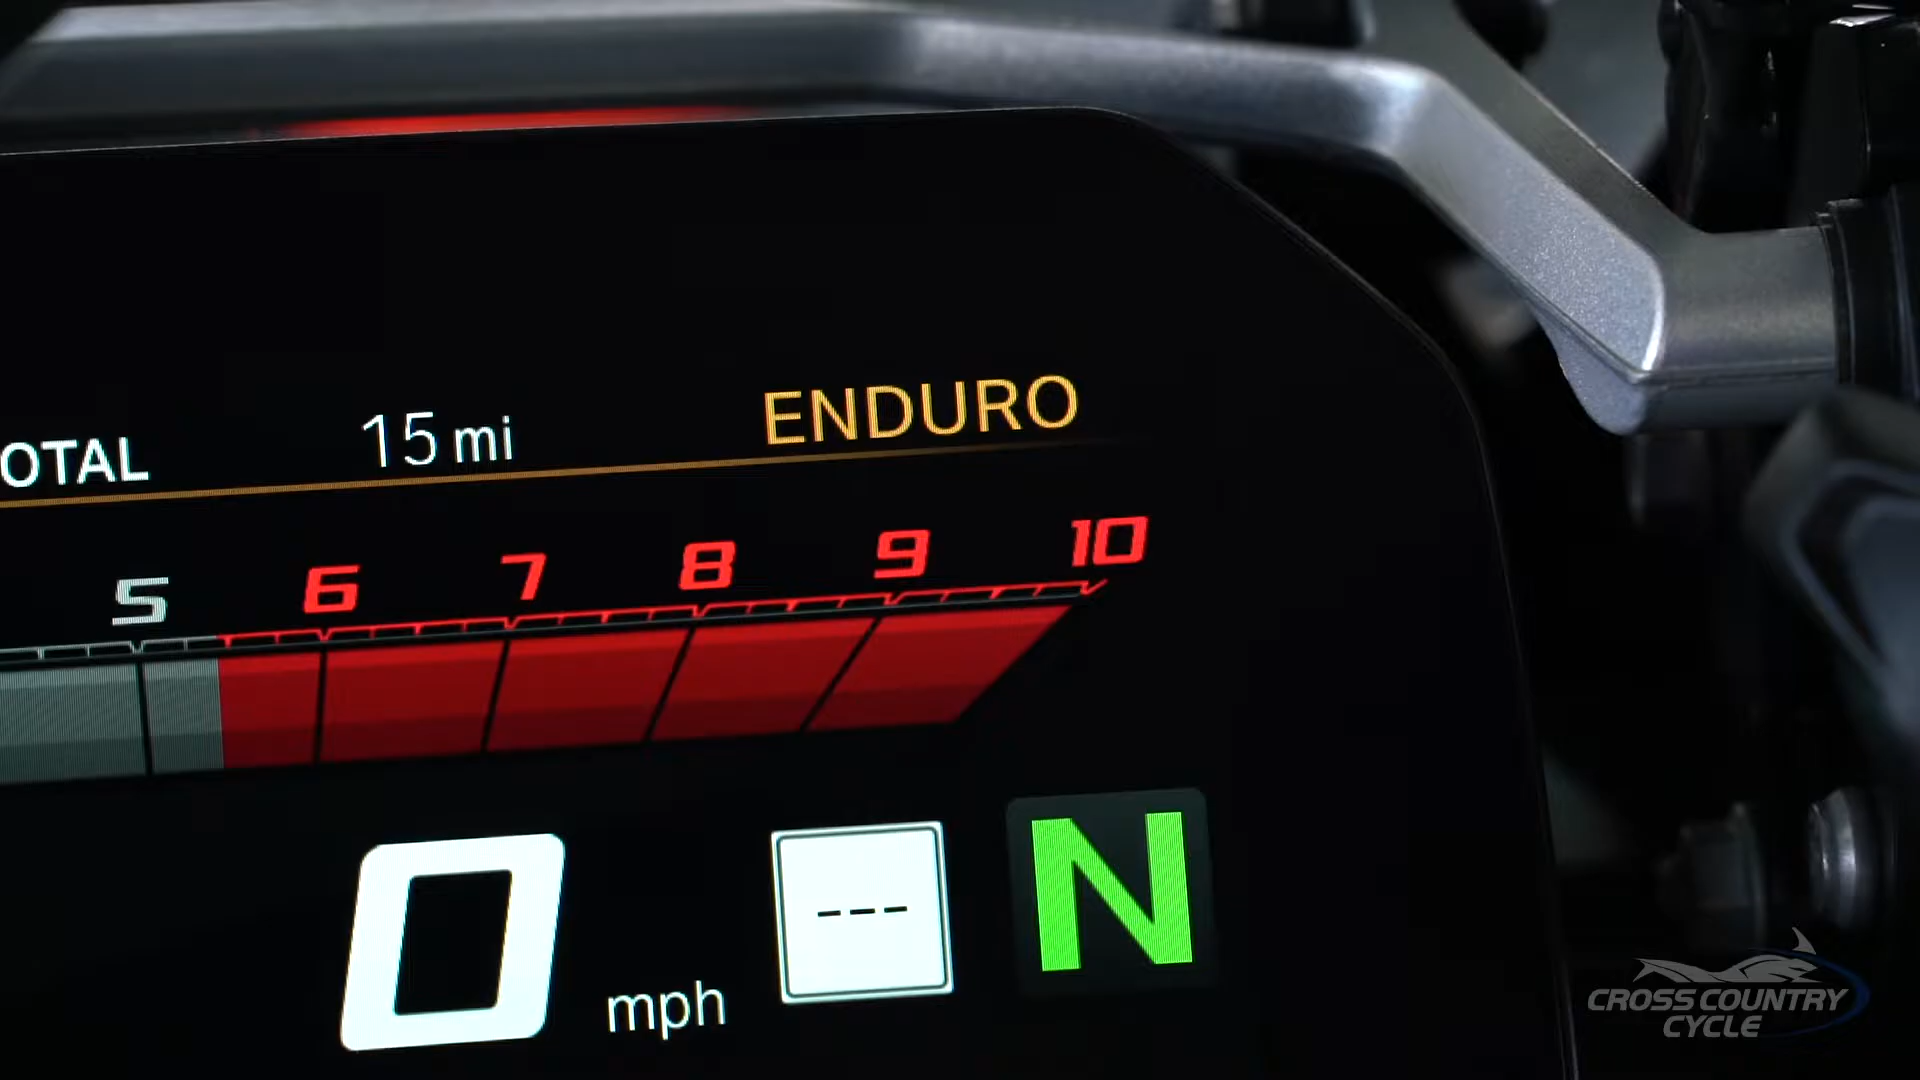 OTAL 15 mi ENDURO
5 6 7 8 9 10
0 mph --- N
CROSS COUNTRY
CYCLE